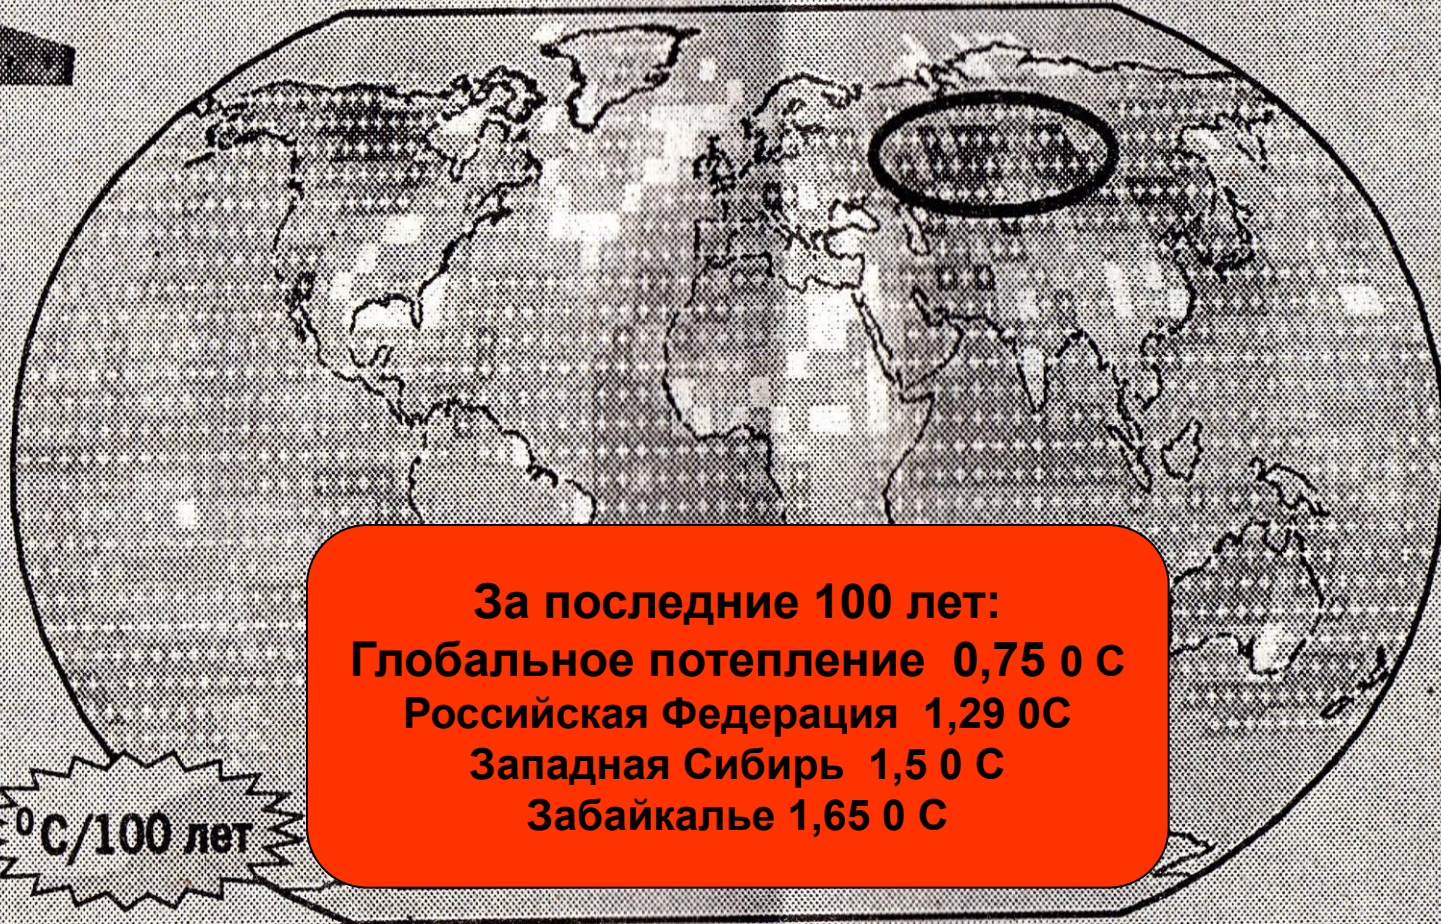 За последние 100 лет:
Глобальное потепление 0,75 0 С
Российская Федерация 1,29 0С
Западная Сибирь 1,5 0 С
Забайкалье 1,65 0 С
⁰С/100 лет